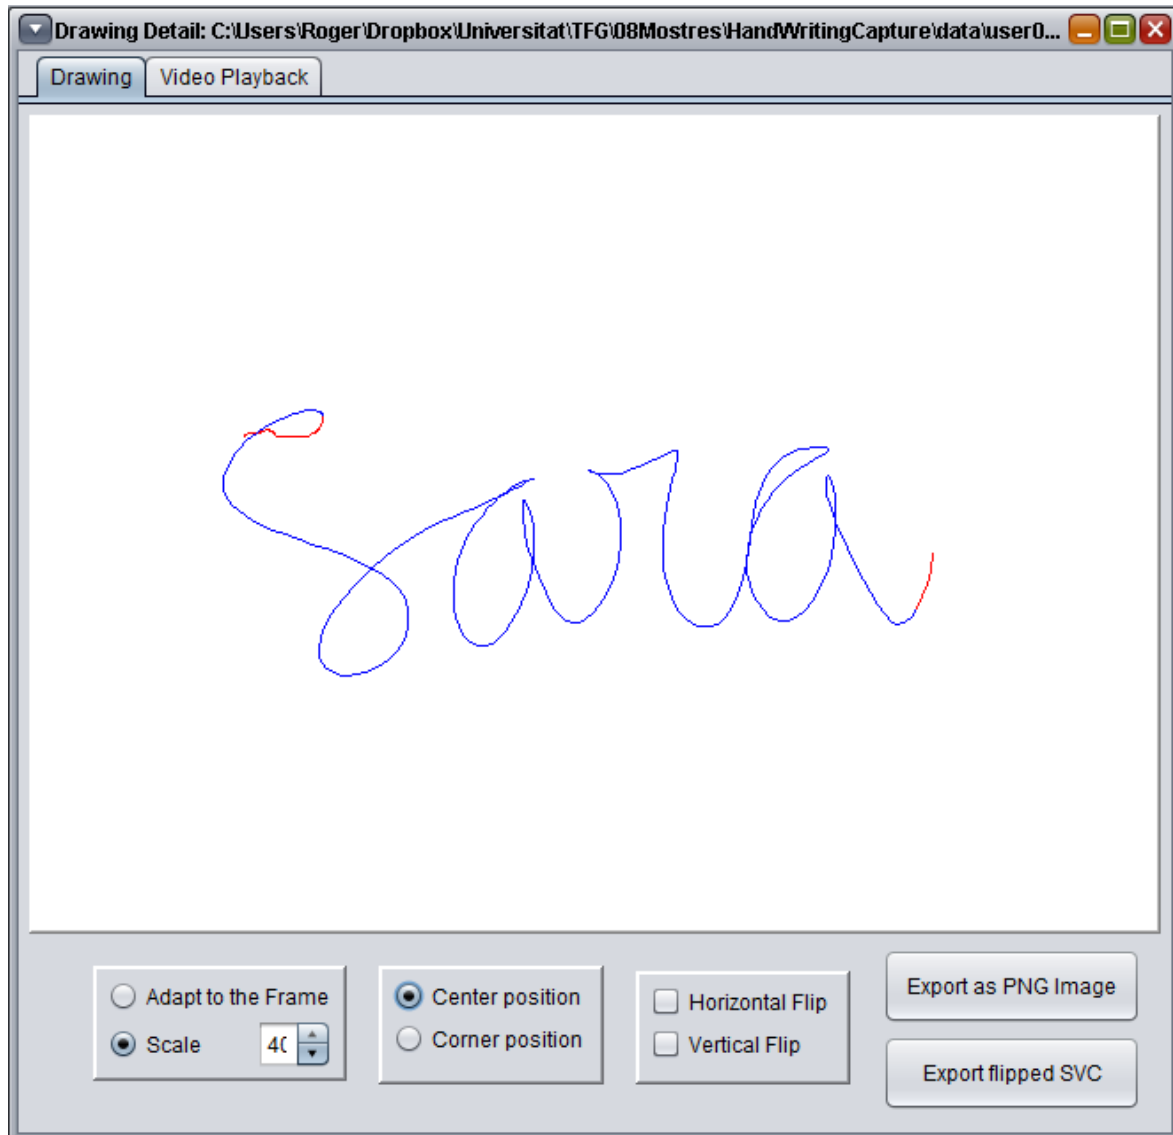 Drawing Detail: C:\Users\Roger\Dropbox\Universitat\TFG\08Mostres\HandWritingCapture\data\user0...
Drawing Video Playback
Sara
Adapt to the Frame
Scale 40
Center position
Corner position
Horizontal Flip
Vertical Flip
Export as PNG Image
Export flipped SVC